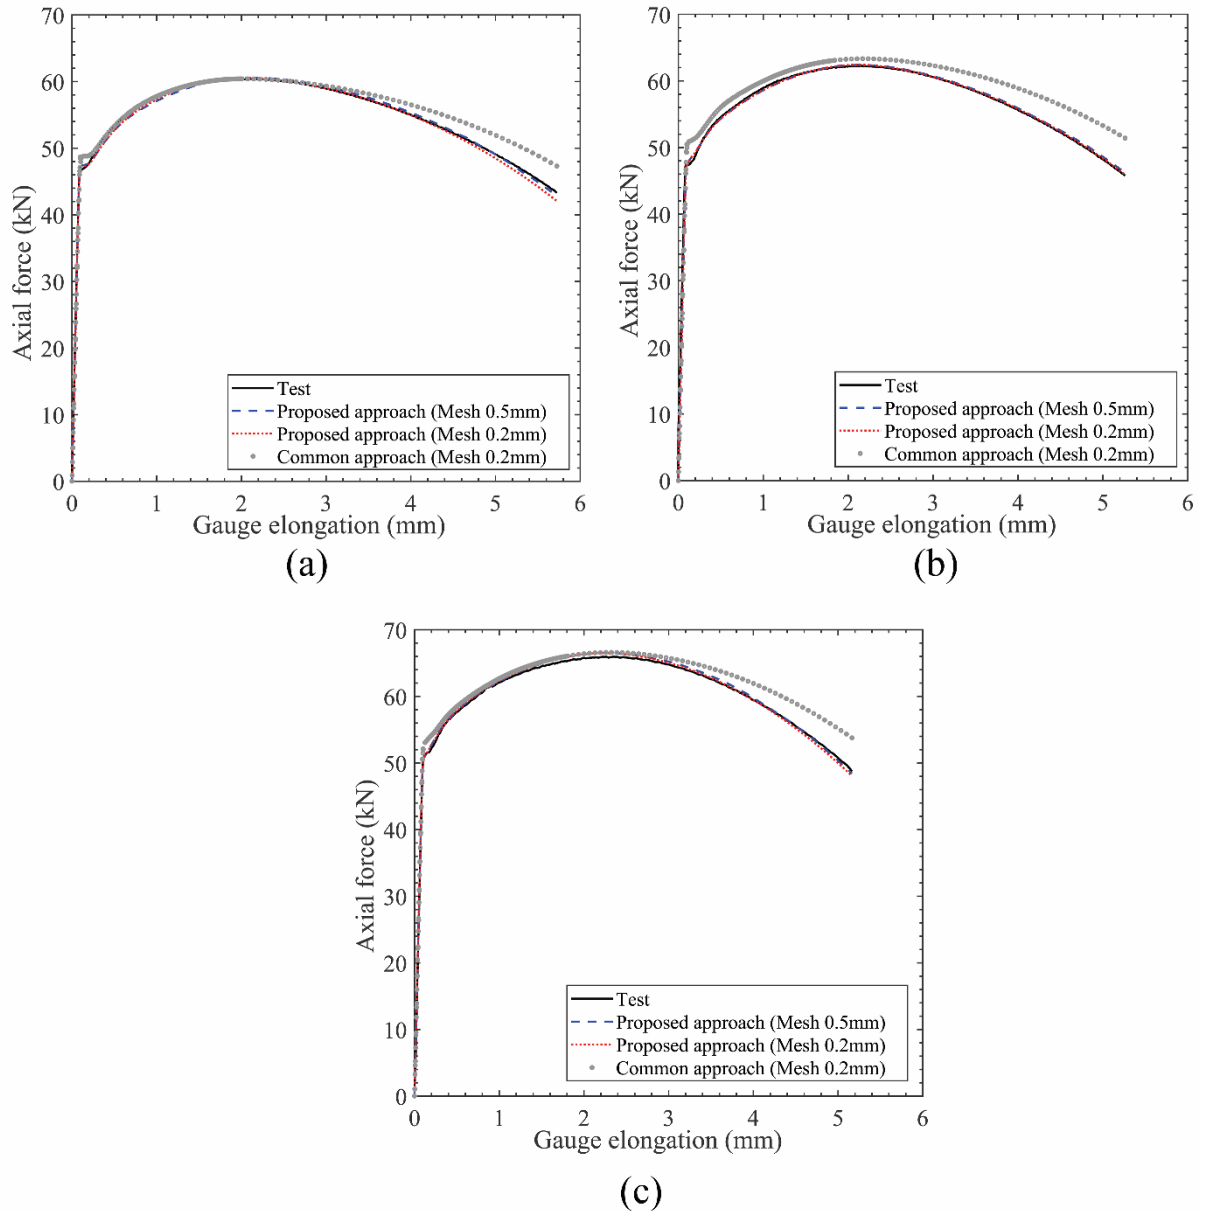 70
60
50
40
30
20
10
0
Axial force (kN)
Test
Proposed approach (Mesh 0.5mm)
Proposed approach (Mesh 0.2mm)
Common approach (Mesh 0.2mm)
0 1 2 3 4 5 6
Gauge elongation (mm)
(a)
70
60
50
40
30
20
10
0
Axial force (kN)
Test
Proposed approach (Mesh 0.5mm)
Proposed approach (Mesh 0.2mm)
Common approach (Mesh 0.2mm)
0 1 2 3 4 5 6
Gauge elongation (mm)
(b)
70
60
50
40
30
20
10
0
Axial force (kN)
Test
Proposed approach (Mesh 0.5mm)
Proposed approach (Mesh 0.2mm)
Common approach (Mesh 0.2mm)
0 1 2 3 4 5 6
Gauge elongation (mm)
(c)